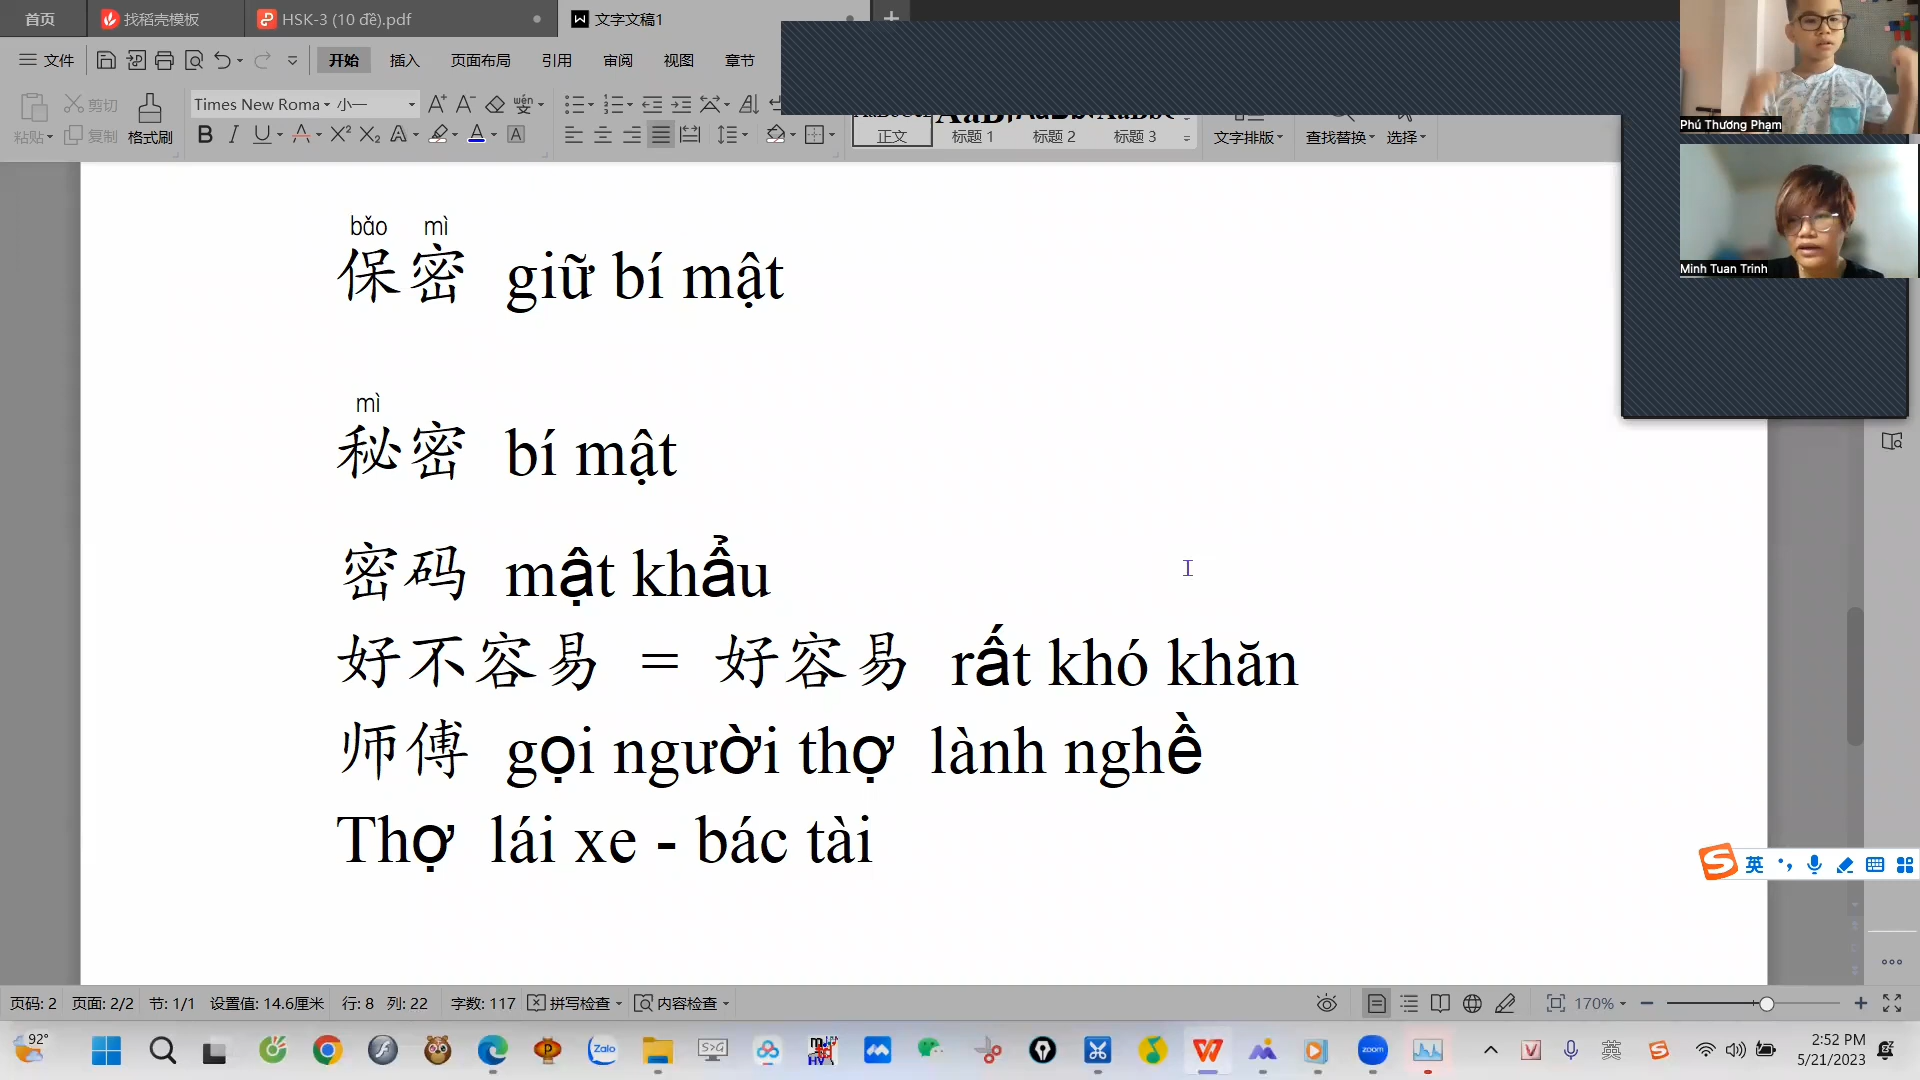 首页 找稻壳模板 HSK-3 (10 đề).pdf 文字文稿1
文件 开始 插入 页面布局 引用 审阅 视图 章节
粘贴 剪切 复制 格式刷 Times New Roma 小一
正文 标题 1 标题 2 标题 3 文字排版 查找替换 选择
Phú Thương Phạm
Minh Tuan Trinh
bǎo mì
保密 giữ bí mật
mì
秘密 bí mật
密码 mật khẩu
好不容易 = 好容易 rất khó khăn
师傅 gọi người thợ lành nghề
Thợ lái xe - bác tài
英
页码: 2 页面: 2/2 节: 1/1 设置值: 14.6厘米 行: 8 列: 22 字数: 117 拼写检查 内容检查 170%
92° Zalo zoom 英 2:52 PM
5/21/2023